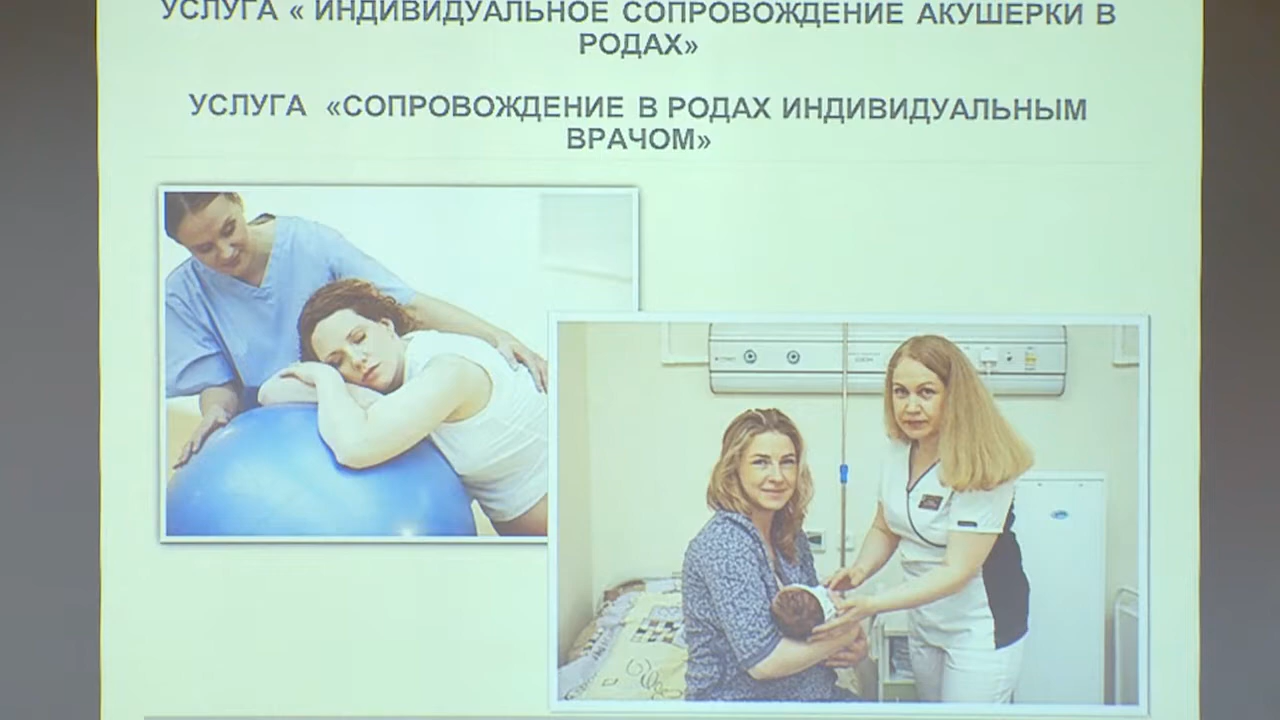 УСЛУГА « ИНДИВИДУАЛЬНОЕ СОПРОВОЖДЕНИЕ АКУШЕРКИ В
РОДАХ»
УСЛУГА «СОПРОВОЖДЕНИЕ В РОДАХ ИНДИВИДУАЛЬНЫМ
ВРАЧОМ»